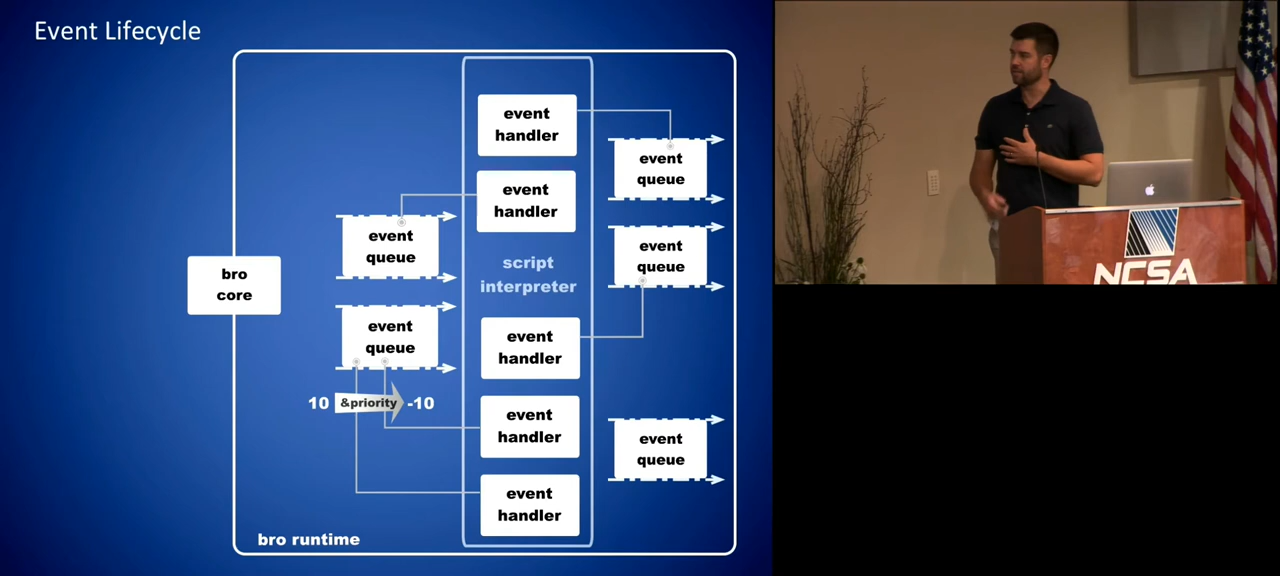 Event Lifecycle
event
handler
event
queue
event
handler
event
queue
event
queue
script
interpreter
bro
core
event
queue
event
handler
10 &priority -10
event
handler
event
queue
event
handler
bro runtime
NCSA